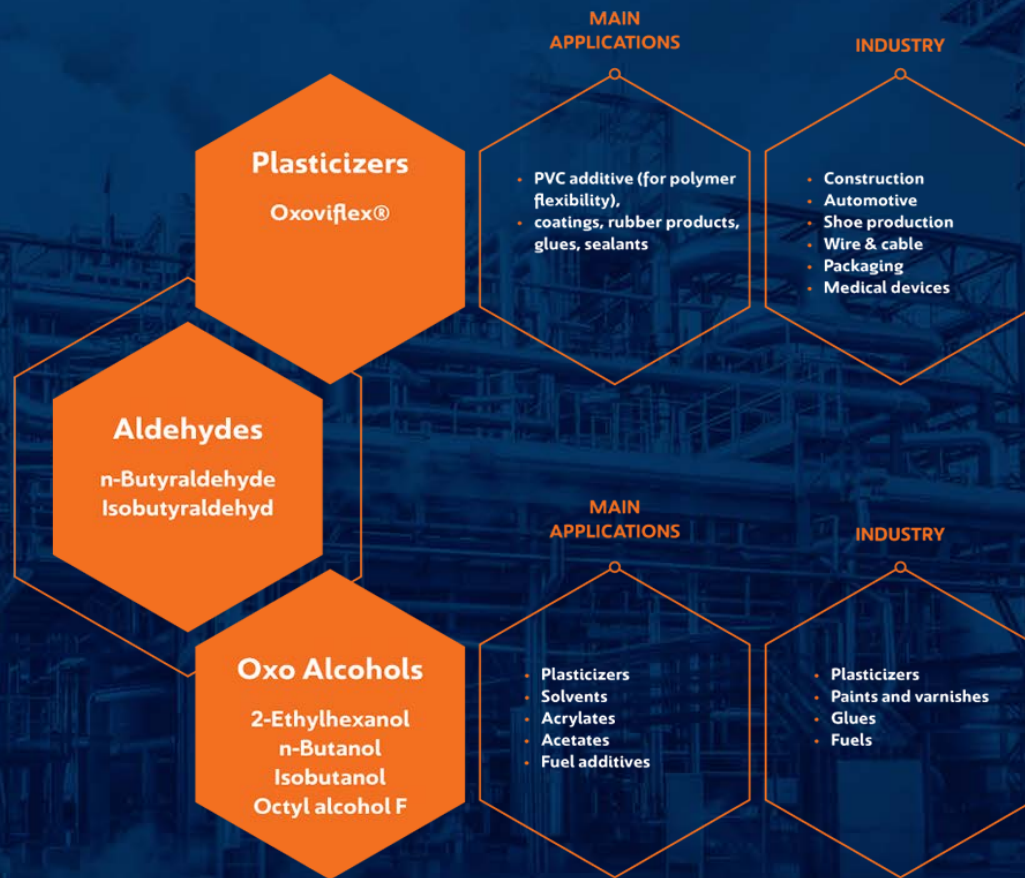 MAIN
APPLICATIONS
INDUSTRY
Plasticizers
Oxoviflex®
• PVC additive (for polymer
flexibility),
• coatings, rubber products,
glues, sealants
• Construction
• Automotive
• Shoe production
• Wire & cable
• Packaging
• Medical devices
Aldehydes
n-Butyraldehyde
Isobutyraldehyd
MAIN
APPLICATIONS
INDUSTRY
Oxo Alcohols
2-Ethylhexanol
n-Butanol
Isobutanol
Octyl alcohol F
• Plasticizers
• Solvents
• Acrylates
• Acetates
• Fuel additives
• Plasticizers
• Paints and varnishes
• Glues
• Fuels